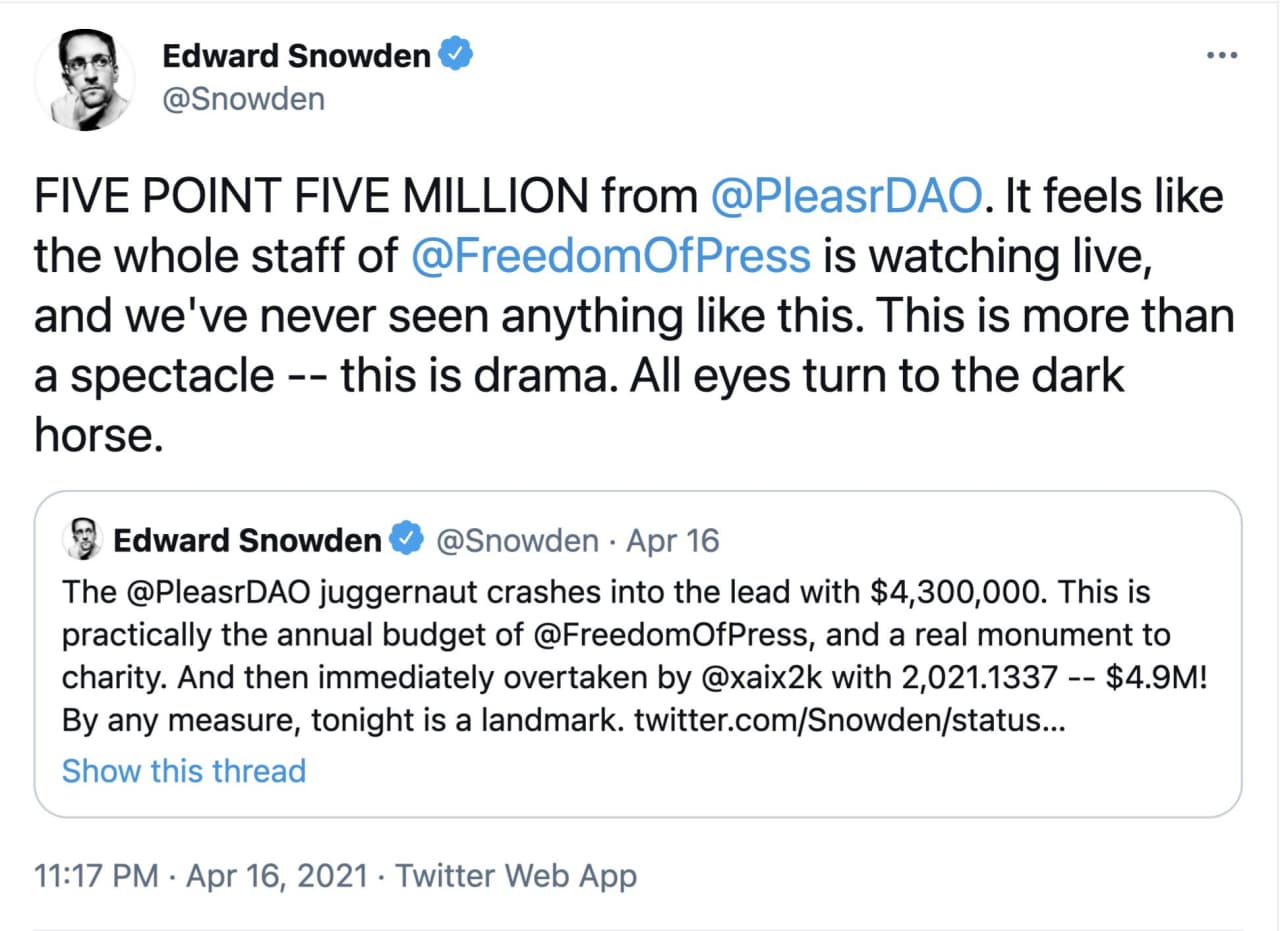 Edward Snowden
@Snowden
FIVE POINT FIVE MILLION from @PleasrDAO. It feels like
the whole staff of @FreedomOfPress is watching live,
and we've never seen anything like this. This is more than
a spectacle -- this is drama. All eyes turn to the dark
horse.
Edward Snowden @Snowden · Apr 16
The @PleasrDAO juggernaut crashes into the lead with $4,300,000. This is
practically the annual budget of @FreedomOfPress, and a real monument to
charity. And then immediately overtaken by @xaix2k with 2,021.1337 -- $4.9M!
By any measure, tonight is a landmark. twitter.com/Snowden/status...
Show this thread
11:17 PM · Apr 16, 2021 · Twitter Web App